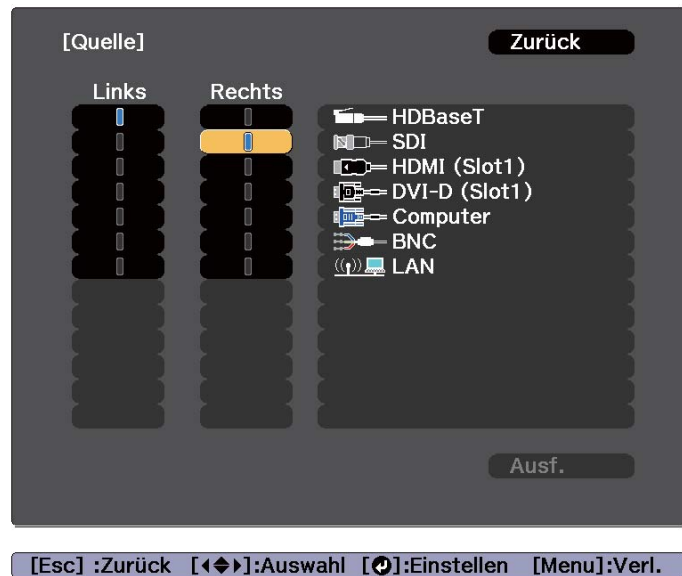 [Quelle] Zurück
Links Rechts
HDBaseT
SDI
HDMI (Slot1)
DVI-D (Slot1)
Computer
BNC
LAN
Ausf.
[Esc] :Zurück [◀◆▶]:Auswahl [↵]:Einstellen [Menu]:Verl.